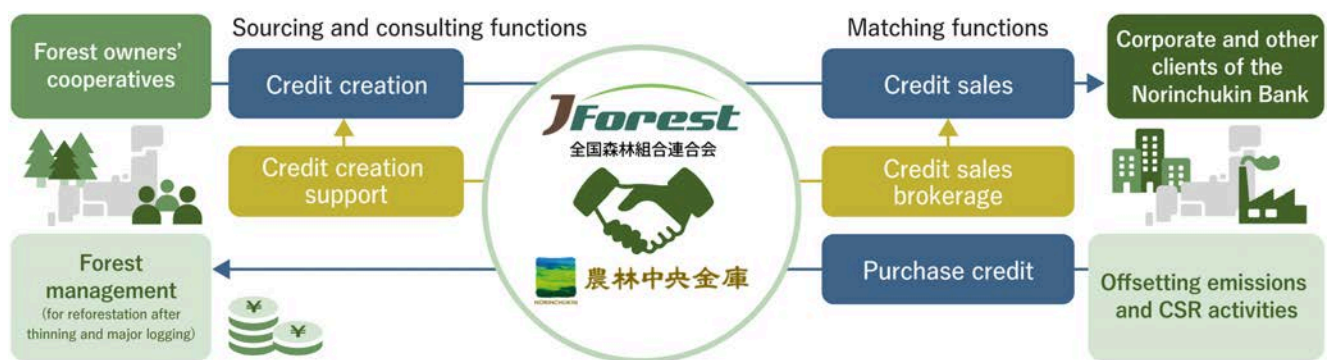 Sourcing and consulting functions
Matching functions
Forest owners'
cooperatives
Credit creation
Credit creation
support
JForest
全国森林組合連合会
NORINCHUKIN
農林中央金庫
Credit sales
Credit sales
brokerage
Corporate and other
clients of the
Norinchukin Bank
Forest
management
(for reforestation after
thinning and major logging)
¥
¥
Purchase credit
Offsetting emissions
and CSR activities